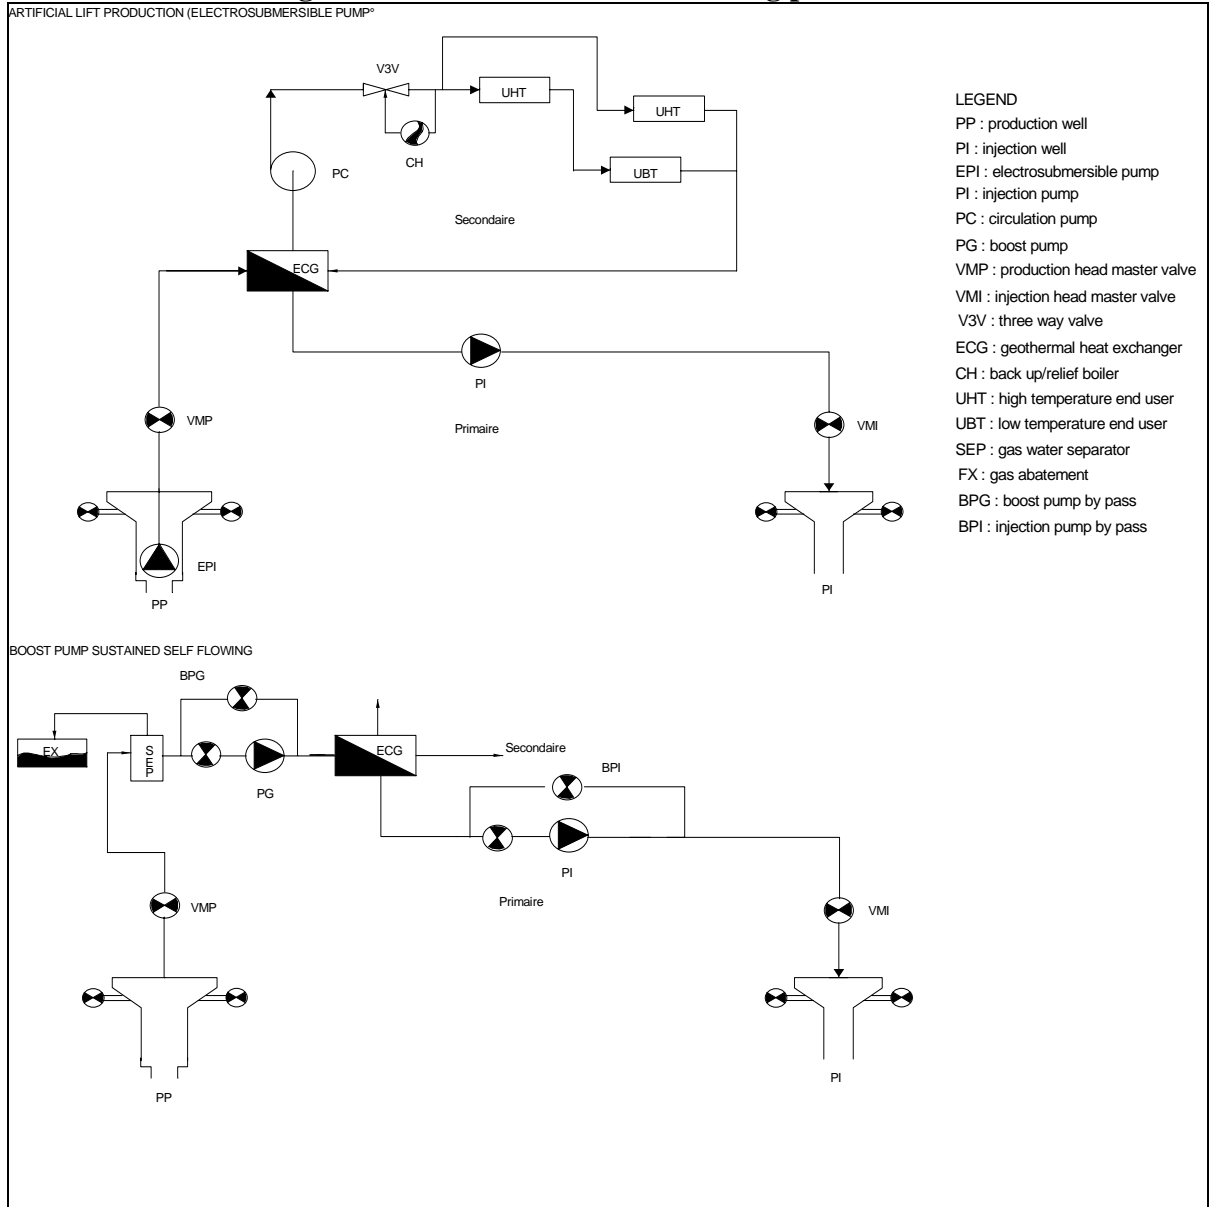 ARTIFICIAL LIFT PRODUCTION (ELECTROSUBMERSIBLE PUMP°
V3V
UHT
UHT
CH
PC
UBT
Secondaire
ECG
PI
VMP
Primaire
VMI
EPI
PP
PI
LEGEND
PP : production well
PI : injection well
EPI : electrosubmersible pump
PI : injection pump
PC : circulation pump
PG : boost pump
VMP : production head master valve
VMI : injection head master valve
V3V : three way valve
ECG : geothermal heat exchanger
CH : back up/relief boiler
UHT : high temperature end user
UBT : low temperature end user
SEP : gas water separator
FX : gas abatement
BPG : boost pump by pass
BPI : injection pump by pass
BOOST PUMP SUSTAINED SELF FLOWING
BPG
EX
SEP
ECG
Secondaire
PG
BPI
PI
VMP
Primaire
VMI
PP
PI